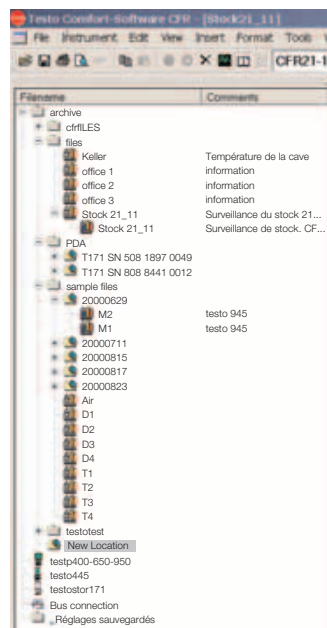 Testo Comfort-Software CFR - [Stock21_11]
File Instrument Edit View Insert Format Tools
CFR21-1
Filename Comments
archive
cfrfILES
files
Keller Température de la cave
office 1 information
office 2 information
office 3 information
Stock 21_11 Surveillance du stock 21...
Stock 21_11 Surveillance de stock. CF...
PDA
T171 SN 508 1897 0049
T171 SN 808 8441 0012
sample files
20000629
M2 testo 945
M1 testo 945
20000711
20000815
20000817
20000823
Air
D1
D2
D3
D4
T1
T2
T3
T4
testotest
New Location
testp400-650-950
testo445
testostor171
Bus connection
_Réglages sauvegardés